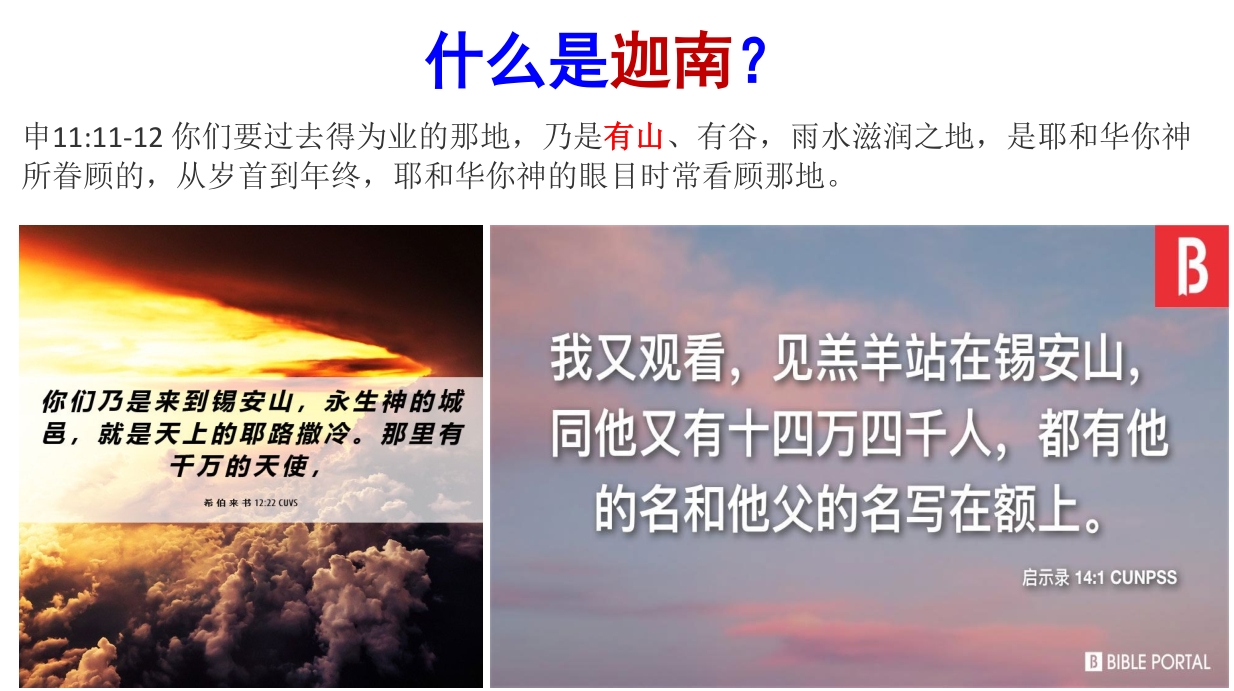 什么是迦南？
申11:11-12 你们要过去得为业的那地，乃是有山、有谷，雨水滋润之地，是耶和华你神
所眷顾的，从岁首到年终，耶和华你神的眼目时常看顾那地。
你们乃是来到锡安山，永生神的城
邑，就是天上的耶路撒冷。那里有
千万的天使，
希伯来书 12:22 CUVS
B
我又观看，见羔羊站在锡安山，
同他又有十四万四千人，都有他
的名和他父的名写在额上。
启示录 14:1 CUNPSS
B BIBLE PORTAL